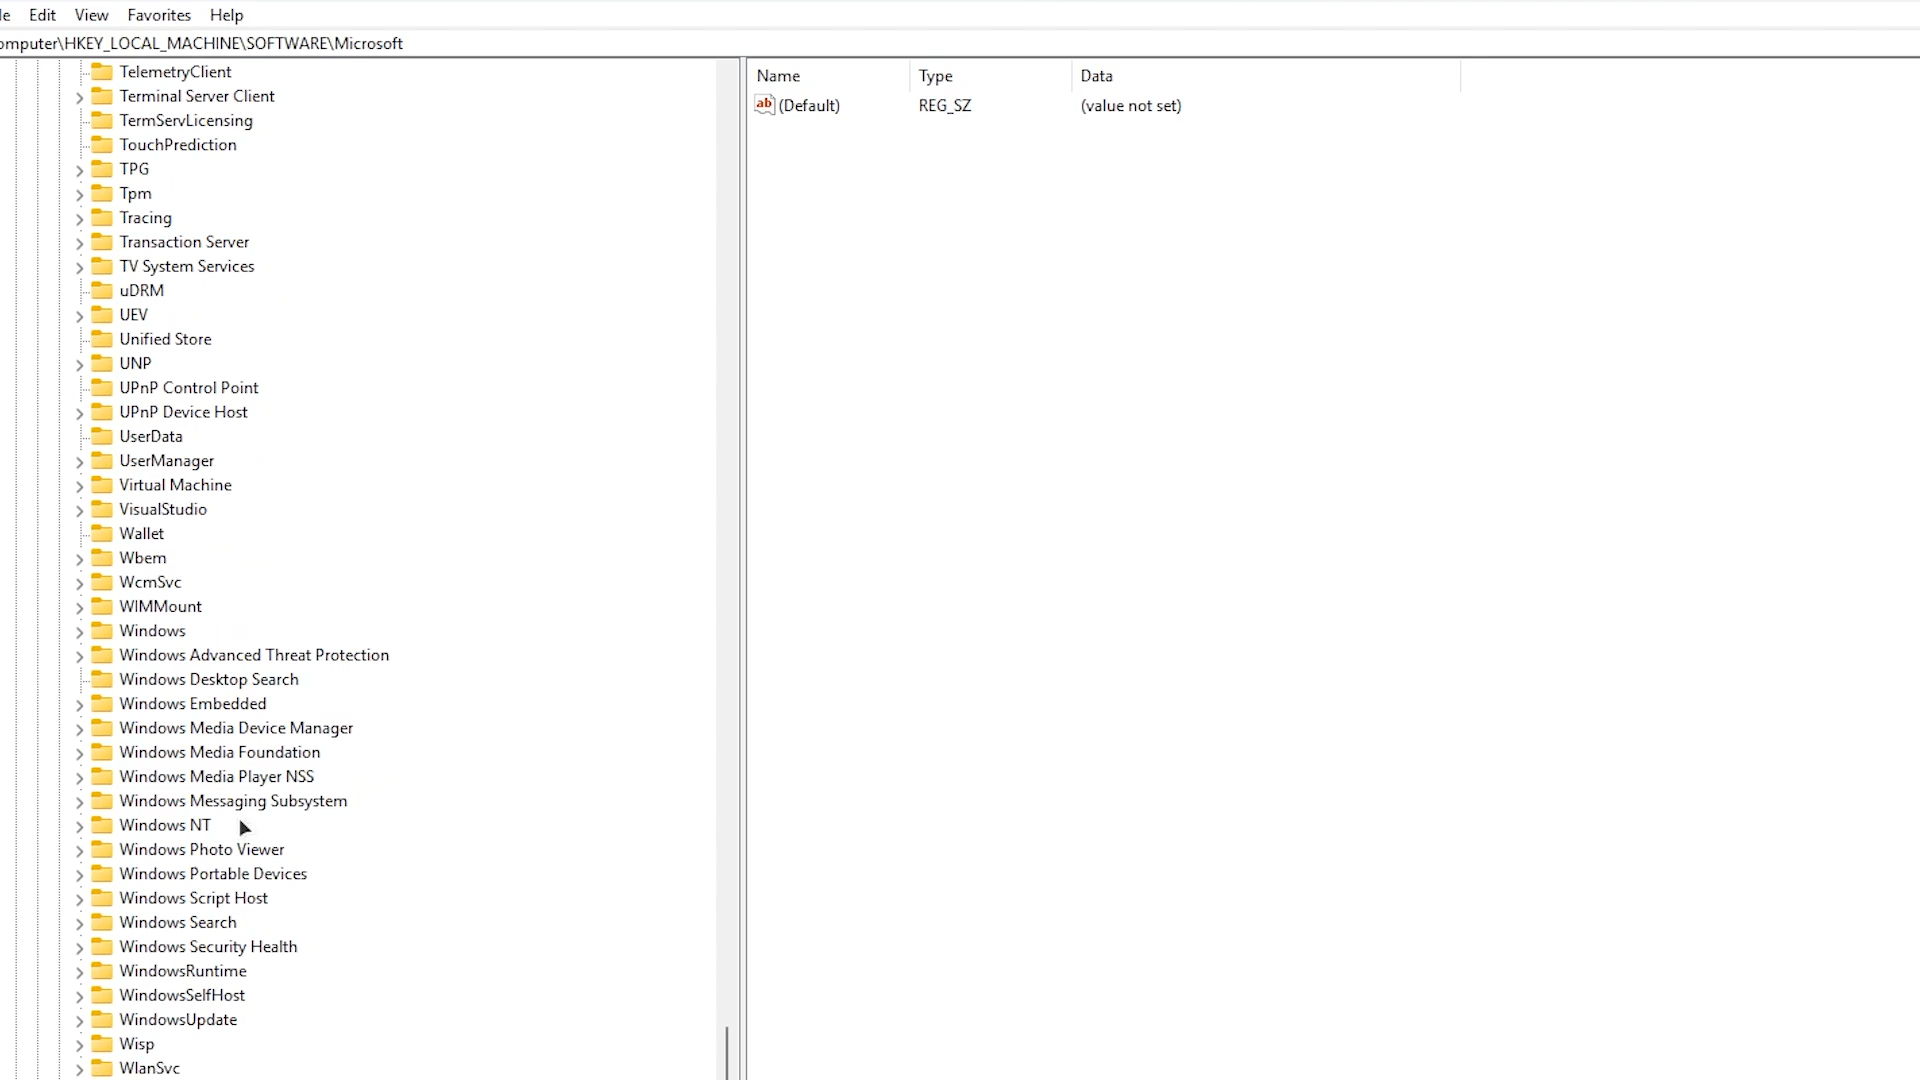 le Edit View Favorites Help
omputer\HKEY_LOCAL_MACHINE\SOFTWARE\Microsoft
TelemetryClient
Terminal Server Client
TermServLicensing
TouchPrediction
TPG
Tpm
Tracing
Transaction Server
TV System Services
uDRM
UEV
Unified Store
UNP
UPnP Control Point
UPnP Device Host
UserData
UserManager
Virtual Machine
VisualStudio
Wallet
Wbem
WcmSvc
WIMMount
Windows
Windows Advanced Threat Protection
Windows Desktop Search
Windows Embedded
Windows Media Device Manager
Windows Media Foundation
Windows Media Player NSS
Windows Messaging Subsystem
Windows NT
Windows Photo Viewer
Windows Portable Devices
Windows Script Host
Windows Search
Windows Security Health
WindowsRuntime
WindowsSelfHost
WindowsUpdate
Wisp
WlanSvc
Name Type Data
ab (Default) REG_SZ (value not set)